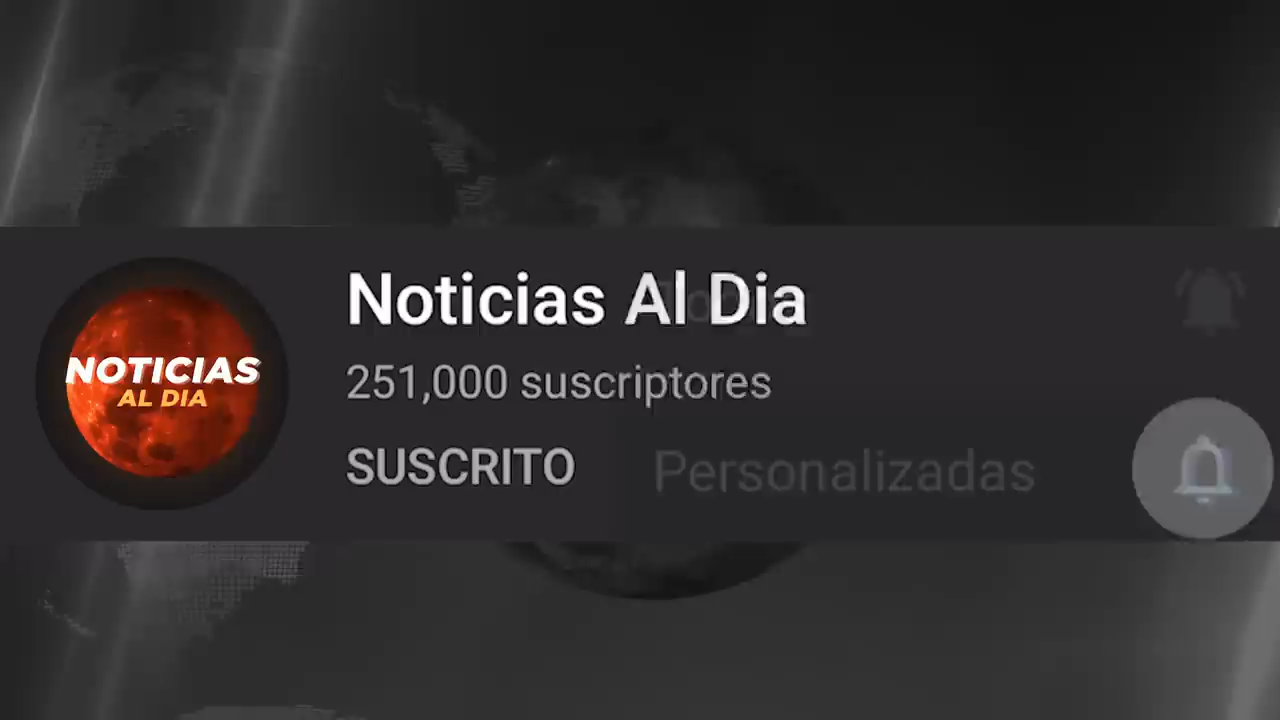 Noticias Al Dia
NOTICIAS
AL DIA
251,000 suscriptores
SUSCRITO
Personalizadas